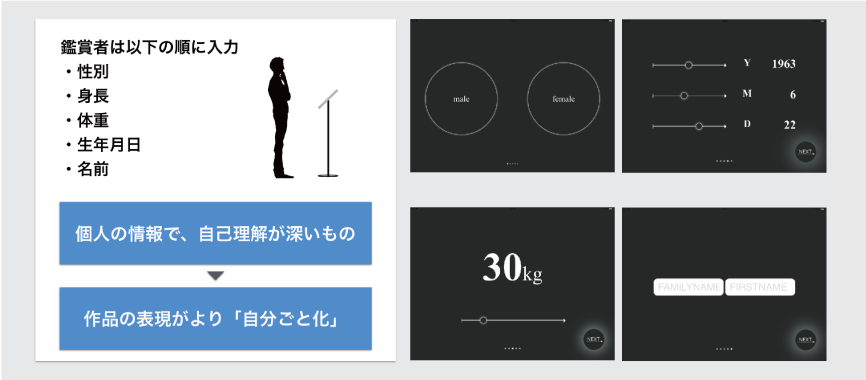 鑑賞者は以下の順に入力
・性別
・身長
・体重
・生年月日
・名前
個人の情報で、自己理解が深いもの
作品の表現がより「自分ごと化」
male
female
Y 1963
M 6
D 22
NEXT
30kg
NEXT
FAMILYNAME FIRSTNAME
NEXT